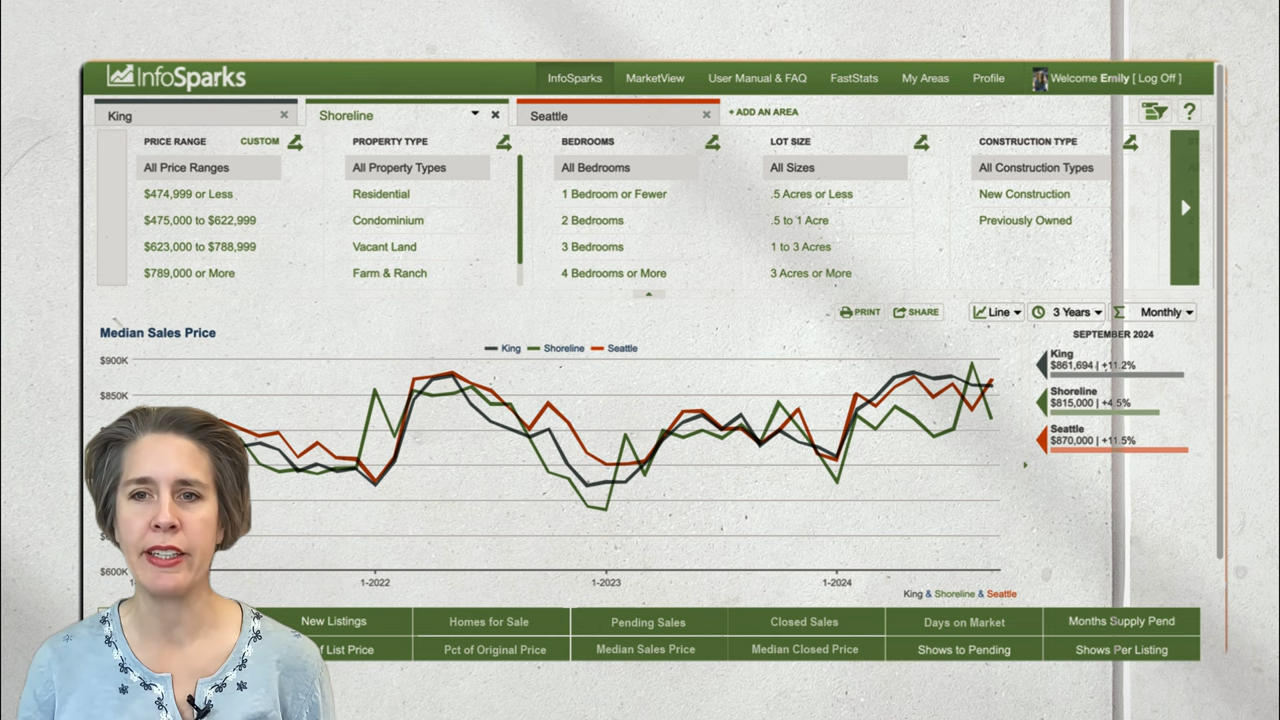 InfoSparks
InfoSparks MarketView User Manual & FAQ FastStats My Areas Profile Welcome Emily [ Log Off ]
King Shoreline Seattle + ADD AN AREA ?
PRICE RANGE CUSTOM PROPERTY TYPE BEDROOMS LOT SIZE CONSTRUCTION TYPE
All Price Ranges All Property Types All Bedrooms All Sizes All Construction Types
$474,999 or Less Residential 1 Bedroom or Fewer .5 Acres or Less New Construction
$475,000 to $622,999 Condominium 2 Bedrooms .5 to 1 Acre Previously Owned
$623,000 to $788,999 Vacant Land 3 Bedrooms 1 to 3 Acres
$789,000 or More Farm & Ranch 4 Bedrooms or More 3 Acres or More
PRINT SHARE Line 3 Years Σ Monthly
Median Sales Price
SEPTEMBER 2024
King Shoreline Seattle
$900K
King
$861,694 | +11.2%
$850K
Shoreline
$815,000 | +4.5%
Seattle
$870,000 | +11.5%
$600K
1-2022 1-2023 1-2024
King & Shoreline & Seattle
New Listings Homes for Sale Pending Sales Closed Sales Days on Market Months Supply Pend
f List Price Pct of Original Price Median Sales Price Median Closed Price Shows to Pending Shows Per Listing